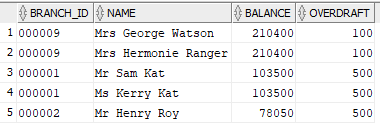 BRANCH_ID NAME BALANCE OVERDRAFT
1 000009 Mrs George Watson 210400 100
2 000009 Mrs Hermonie Ranger 210400 100
3 000001 Mr Sam Kat 103500 500
4 000001 Ms Kerry Kat 103500 500
5 000002 Mr Henry Roy 78050 500